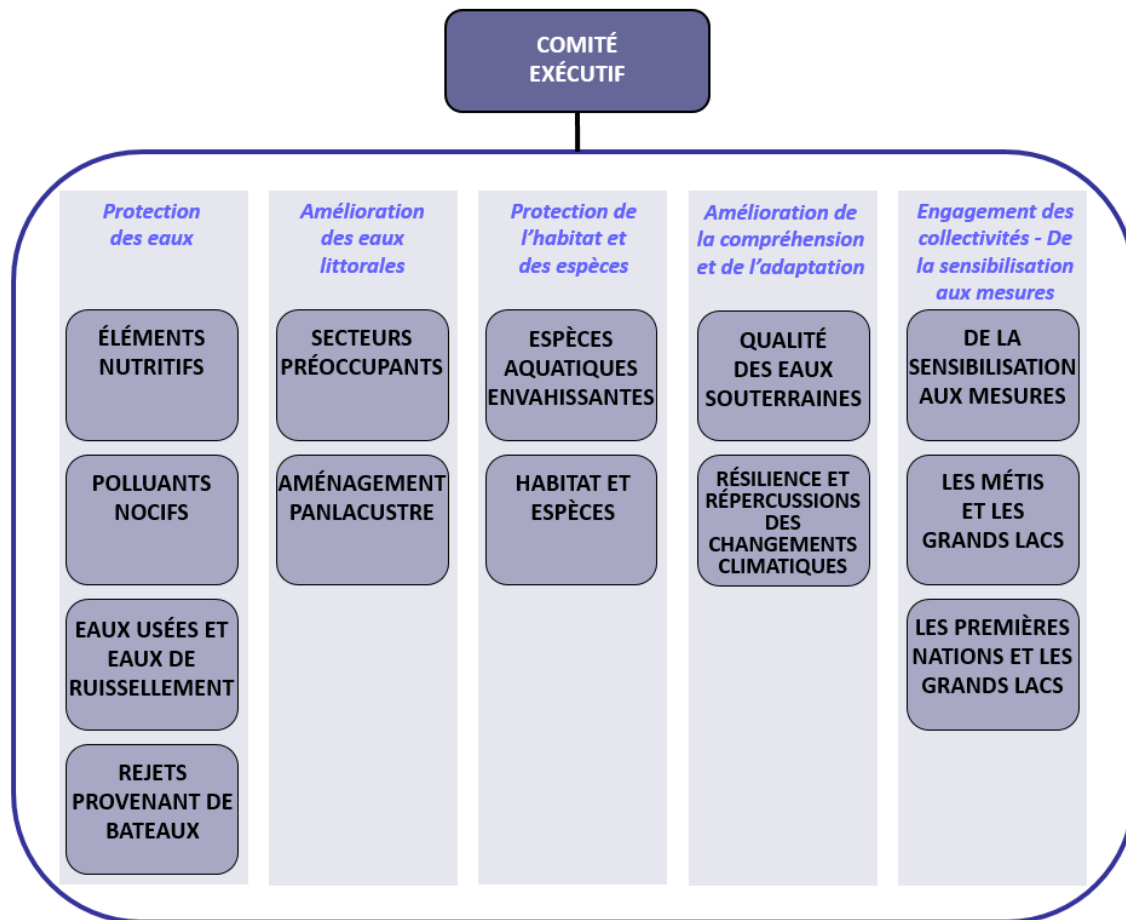 COMITÉ
EXÉCUTIF
Protection
des eaux
ÉLÉMENTS
NUTRITIFS
POLLUANTS
NOCIFS
EAUX USÉES ET
EAUX DE
RUISSELLEMENT
REJETS
PROVENANT DE
BATEAUX
Amélioration
des eaux
littorales
SECTEURS
PRÉOCCUPANTS
AMÉNAGEMENT
PANLACUSTRE
Protection de
l’habitat et
des espèces
ESPÈCES
AQUATIQUES
ENVAHISSANTES
HABITAT ET
ESPÈCES
Amélioration de
la compréhension
et de l’adaptation
QUALITÉ
DES EAUX
SOUTERRAINES
RÉSILIENCE ET
RÉPERCUSSIONS
DES
CHANGEMENTS
CLIMATIQUES
Engagement des
collectivités - De
la sensibilisation
aux mesures
DE LA
SENSIBILISATION
AUX MESURES
LES MÉTIS
ET LES
GRANDS LACS
LES PREMIÈRES
NATIONS ET LES
GRANDS LACS